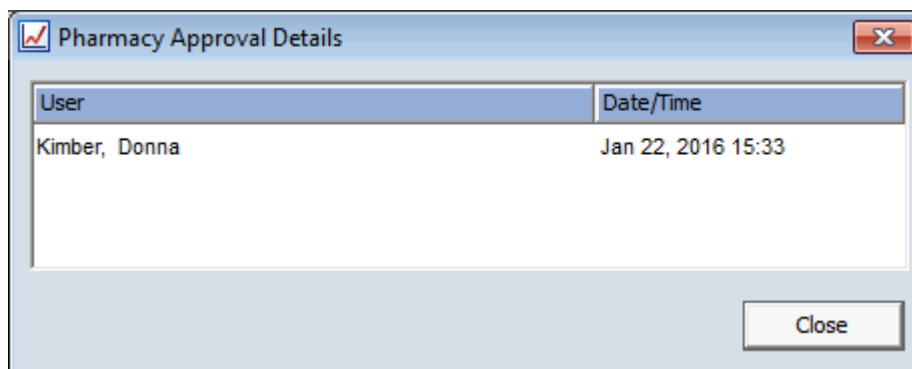 Pharmacy Approval Details
User Date/Time
Kimber, Donna Jan 22, 2016 15:33
Close